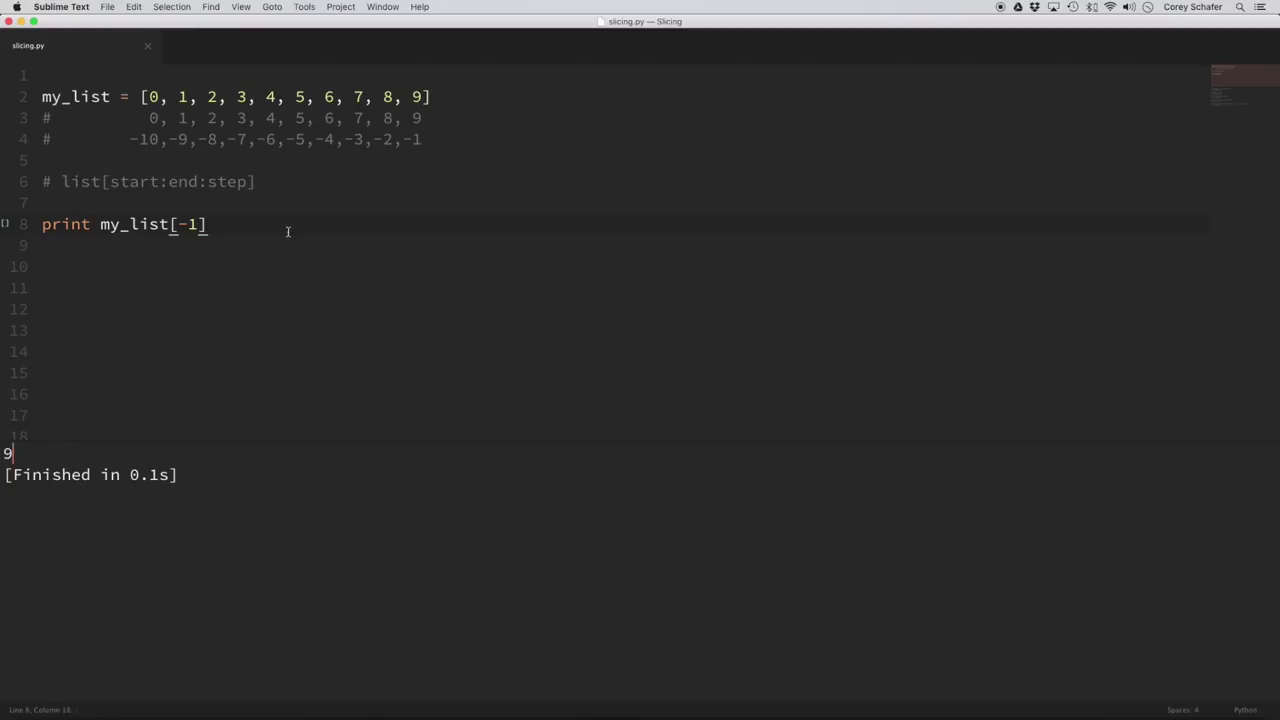 Sublime Text File Edit Selection Find View Goto Tools Project Window Help Corey Schafer
slicing.py — Slicing
slicing.py
1
2 my_list = [0, 1, 2, 3, 4, 5, 6, 7, 8, 9]
3 #          0, 1, 2, 3, 4, 5, 6, 7, 8, 9
4 #        -10,-9,-8,-7,-6,-5,-4,-3,-2,-1
5
6 # list[start:end:step]
7
8 print my_list[-1]
9
10
11
12
13
14
15
16
17
18
9
[Finished in 0.1s]
Line 8, Column 18; Spaces: 4 Python